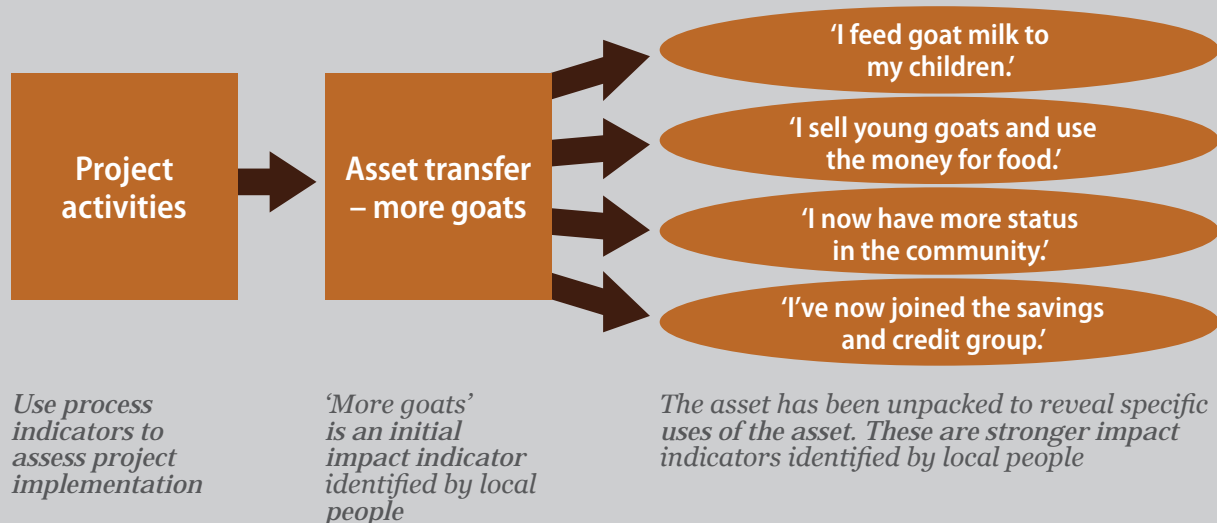 Project
activities
Asset transfer
– more goats
‘I feed goat milk to
my children.’
‘I sell young goats and use
the money for food.’
‘I now have more status
in the community.’
‘I’ve now joined the savings
and credit group.’
Use process
indicators to
assess project
implementation
‘More goats’
is an initial
impact indicator
identified by local
people
The asset has been unpacked to reveal specific
uses of the asset. These are stronger impact
indicators identified by local people